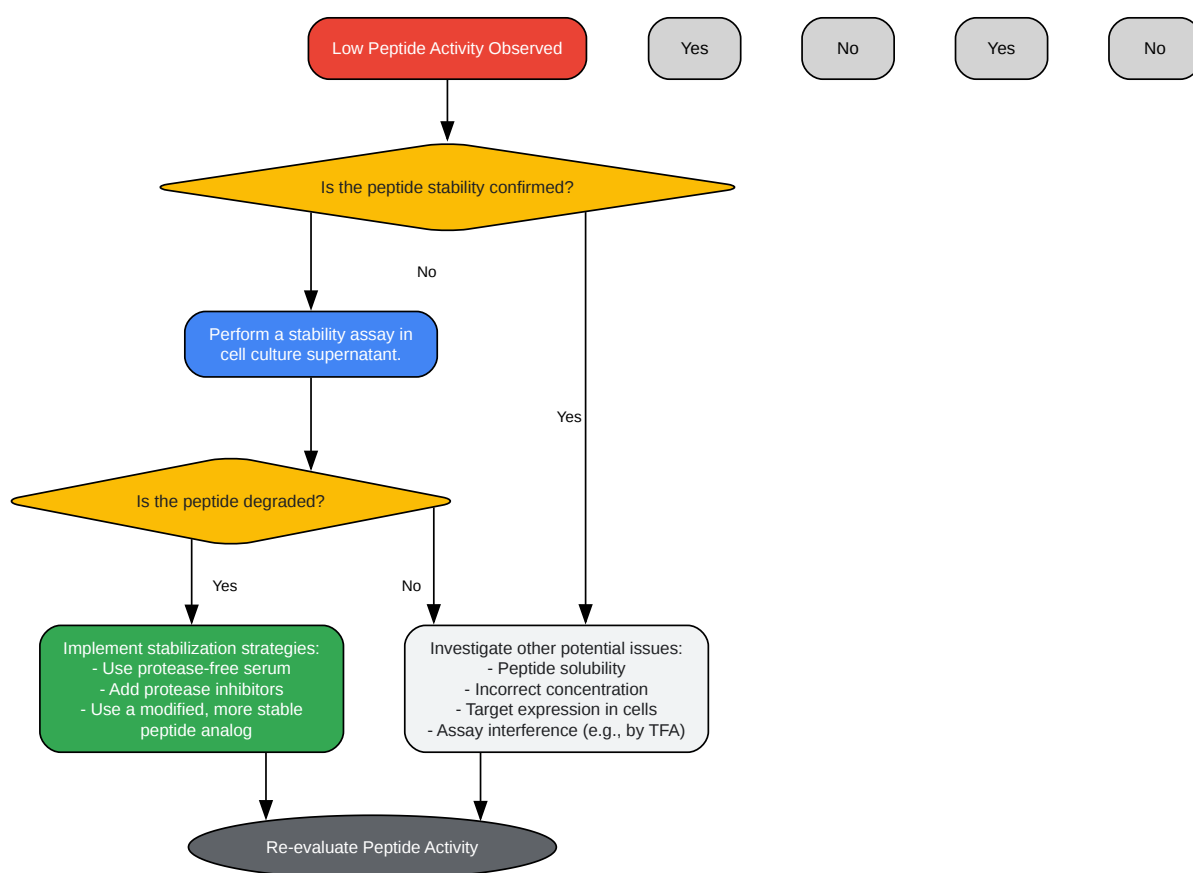 Low Peptide Activity Observed
Yes
No
Yes
No
Is the peptide stability confirmed?
No
Perform a stability assay in
cell culture supernatant.
Yes
Is the peptide degraded?
Yes
No
Implement stabilization strategies:
- Use protease-free serum
- Add protease inhibitors
- Use a modified, more stable
peptide analog
Investigate other potential issues:
- Peptide solubility
- Incorrect concentration
- Target expression in cells
- Assay interference (e.g., by TFA)
Re-evaluate Peptide Activity